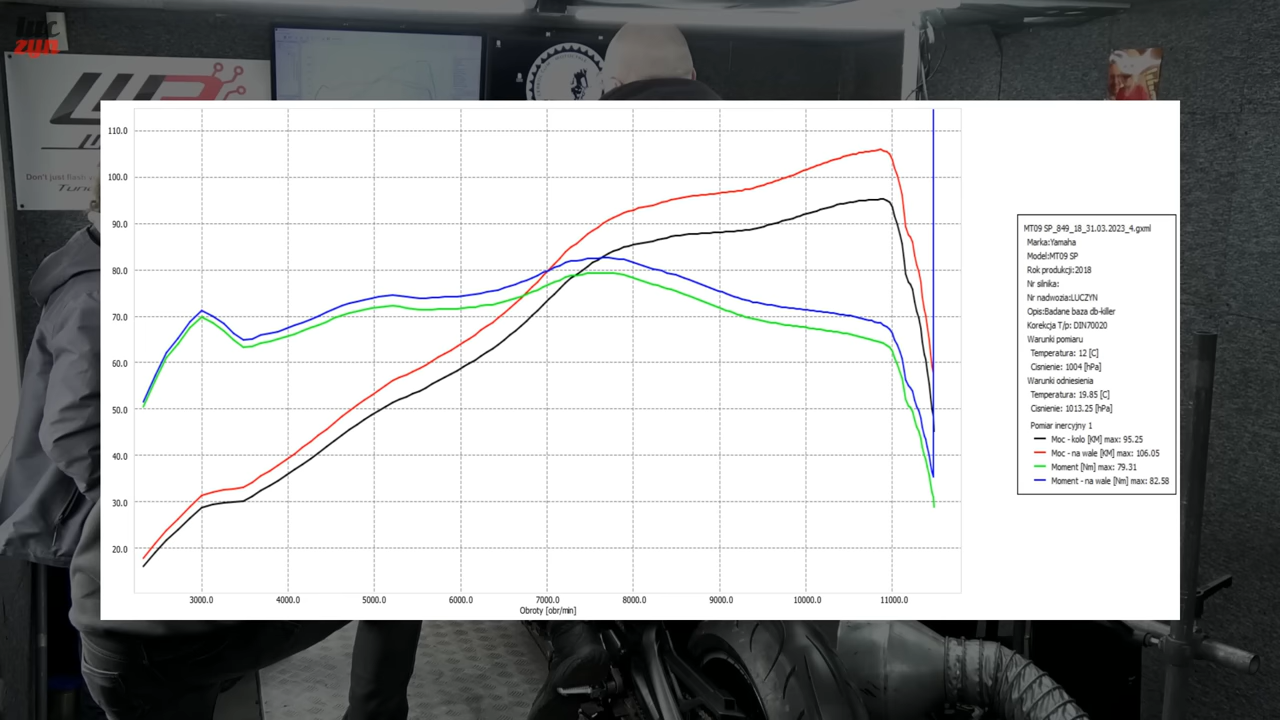 luc
zyn
Don't just flash
Tune
110.0
100.0
90.0
80.0
70.0
60.0
50.0
40.0
30.0
20.0
3000.0 4000.0 5000.0 6000.0 7000.0 8000.0 9000.0 10000.0 11000.0
Obroty [obr/min]
MT09 SP_849_18_31.03.2023_4.gxml
Marka:Yamaha
Model:MT09 SP
Rok produkcji:2018
Nr silnika:
Nr nadwozia:LUCZYN
Opis:Badane baza db-killer
Korekcja T/p: DIN70020
Warunki pomiaru
Temperatura: 12 [C]
Cisnienie: 1004 [hPa]
Warunki odniesienia
Temperatura: 19.85 [C]
Cisnienie: 1013.25 [hPa]
Pomiar inercyjny 1
Moc - kolo [KM] max: 95.25
Moc - na wale [KM] max: 106.05
Moment [Nm] max: 79.31
Moment - na wale [Nm] max: 82.58